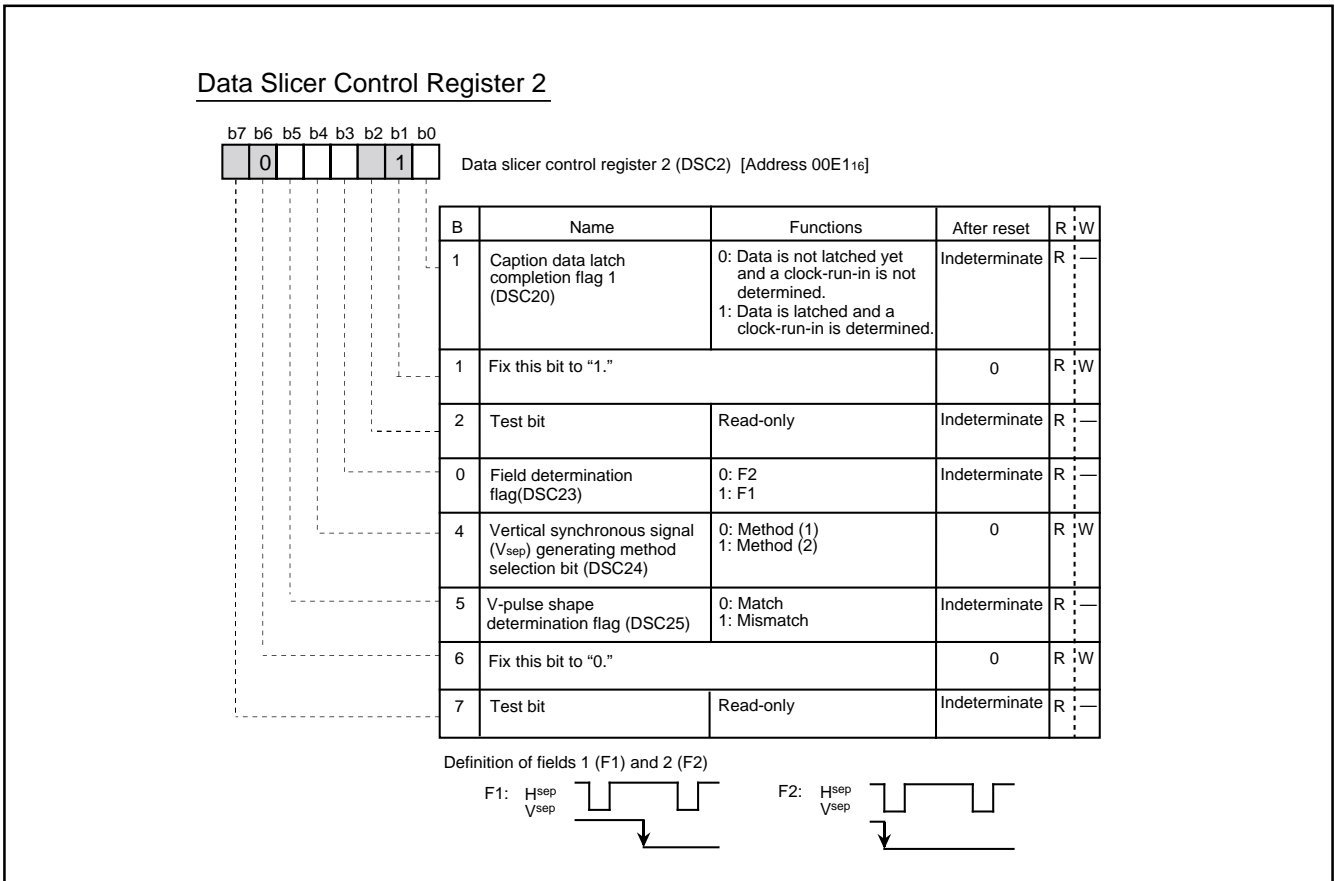 Data Slicer Control Register 2
b7 b6 b5 b4 b3 b2 b1 b0
0 1
Data slicer control register 2 (DSC2) [Address 00E116]
B Name Functions After reset R W
1 Caption data latch completion flag 1 (DSC20) 0: Data is not latched yet and a clock-run-in is not determined. 1: Data is latched and a clock-run-in is determined. Indeterminate R —
1 Fix this bit to “1.” 0 R W
2 Test bit Read-only Indeterminate R —
0 Field determination flag(DSC23) 0: F2 1: F1 Indeterminate R —
4 Vertical synchronous signal (Vsep) generating method selection bit (DSC24) 0: Method (1) 1: Method (2) 0 R W
5 V-pulse shape determination flag (DSC25) 0: Match 1: Mismatch Indeterminate R —
6 Fix this bit to “0.” 0 R W
7 Test bit Read-only Indeterminate R —
Definition of fields 1 (F1) and 2 (F2)
F1: Hsep
Vsep
F2: Hsep
Vsep